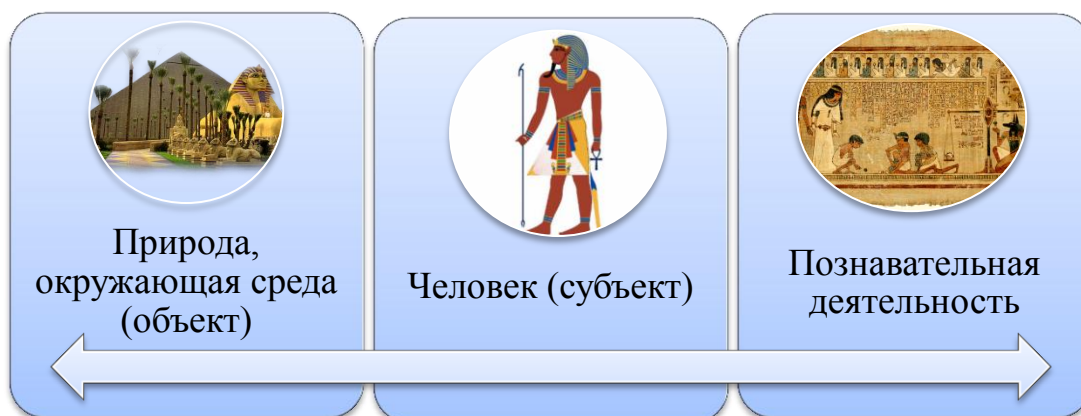 Природа,
окружающая среда
(объект)
Человек (субъект)
Познавательная
деятельность